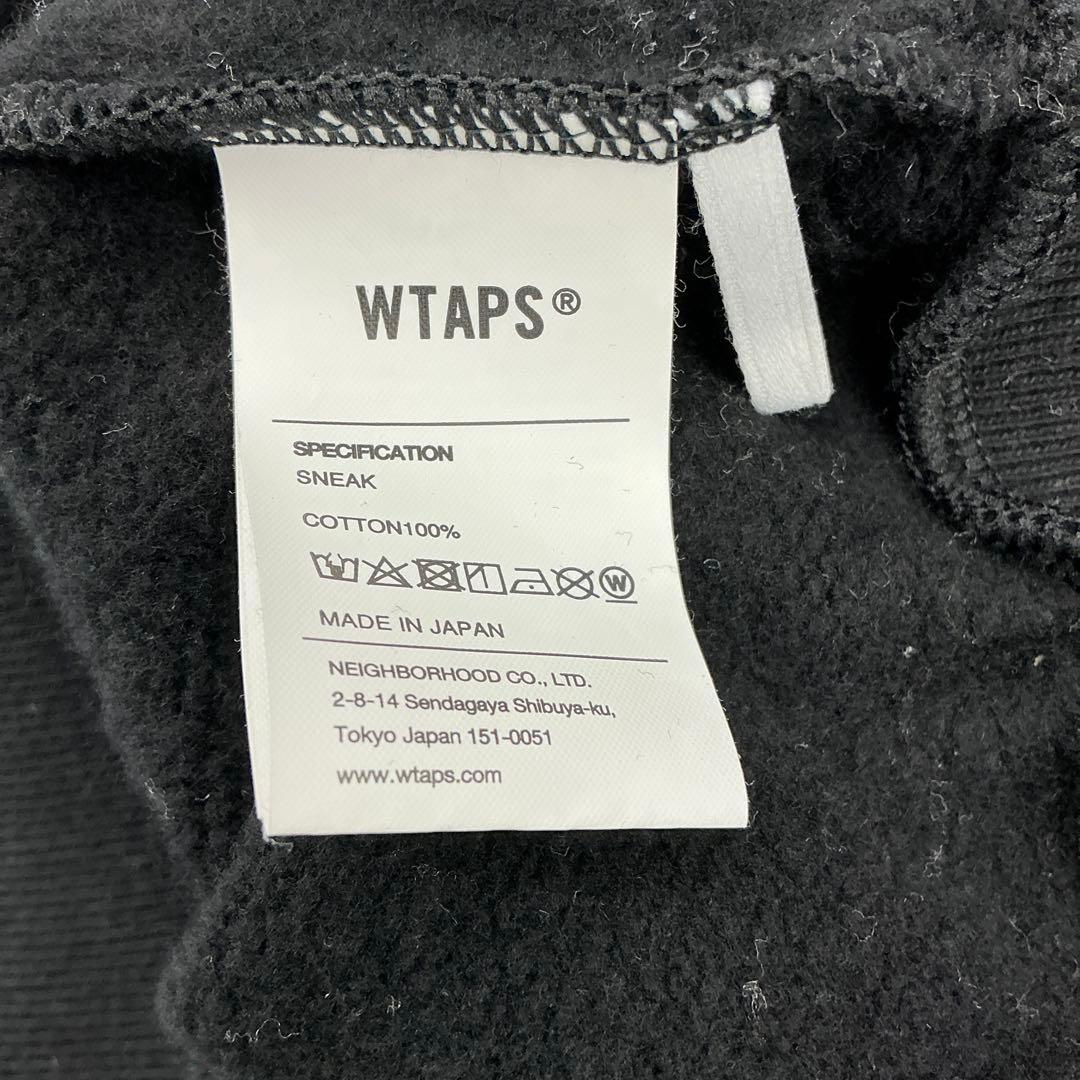 WTAPS®
SPECIFICATION
SNEAK
COTTON100%
W
MADE IN JAPAN
NEIGHBORHOOD CO., LTD.
2-8-14 Sendagaya Shibuya-ku,
Tokyo Japan 151-0051
www.wtaps.com